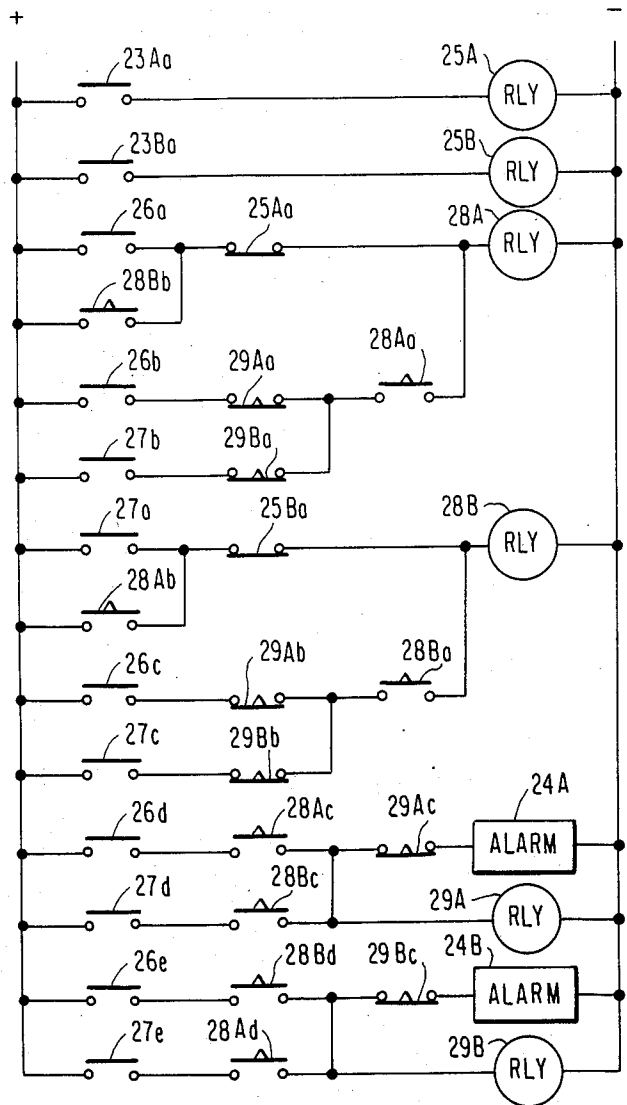 + −
23Aa 25A
RLY
23Ba 25B
RLY
26a 25Aa 28A
RLY
28Bb
26b 29Aa 28Aa
27b 29Ba
27a 25Ba 28B
RLY
28Ab
26c 29Ab 28Ba
27c 29Bb
26d 28Ac 29Ac 24A
ALARM
27d 28Bc 29A
RLY
26e 28Bd 29Bc 24B
ALARM
27e 28Ad 29B
RLY